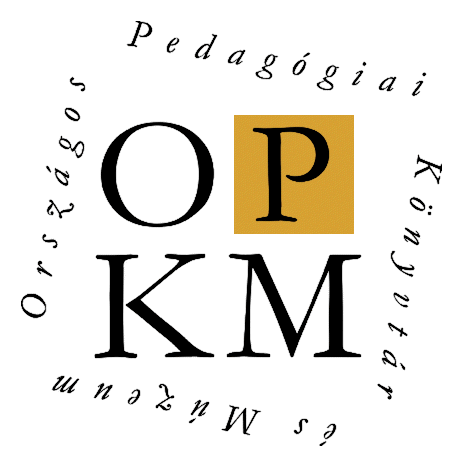 Országos
Pedagógiai
Könyvtár
és Múzeum
OP
KM